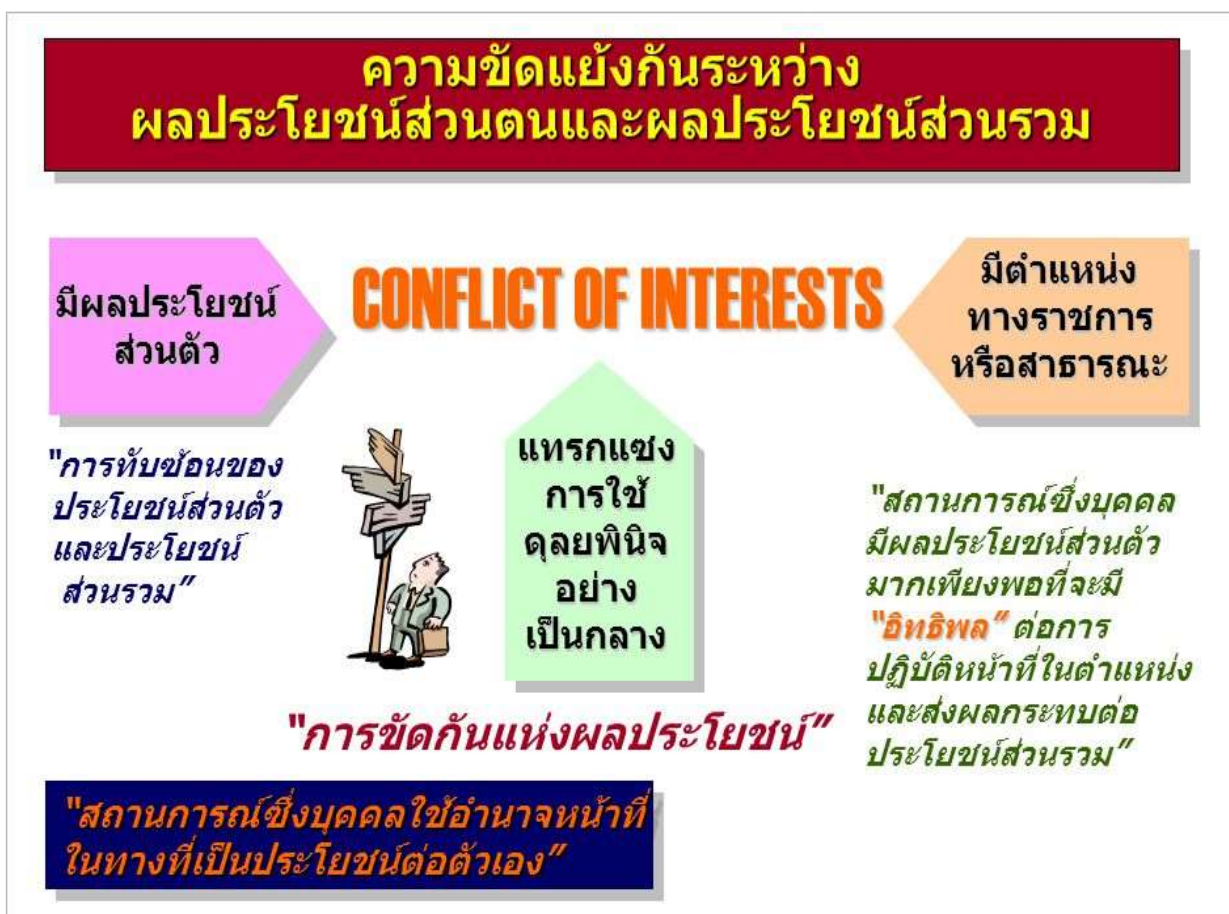 ความขัดแย้งกันระหว่าง
ผลประโยชน์ส่วนตนและผลประโยชน์ส่วนรวม
มีผลประโยชน์
ส่วนตัว
CONFLICT OF INTERESTS
มีตำแหน่ง
ทางราชการ
หรือสาธารณะ
"การทับซ้อนของ
ประโยชน์ส่วนตัว
และประโยชน์
ส่วนรวม"
แทรกแซง
การใช้
ดุลยพินิจ
อย่าง
เป็นกลาง
"สถานการณ์ซึ่งบุคคล
มีผลประโยชน์ส่วนตัว
มากเพียงพอที่จะมี
"อิทธิพล" ต่อการ
ปฏิบัติหน้าที่ในตำแหน่ง
และส่งผลกระทบต่อ
ประโยชน์ส่วนรวม"
"การขัดกันแห่งผลประโยชน์"
"สถานการณ์ซึ่งบุคคลใช้อำนาจหน้าที่
ในทางที่เป็นประโยชน์ต่อตัวเอง"